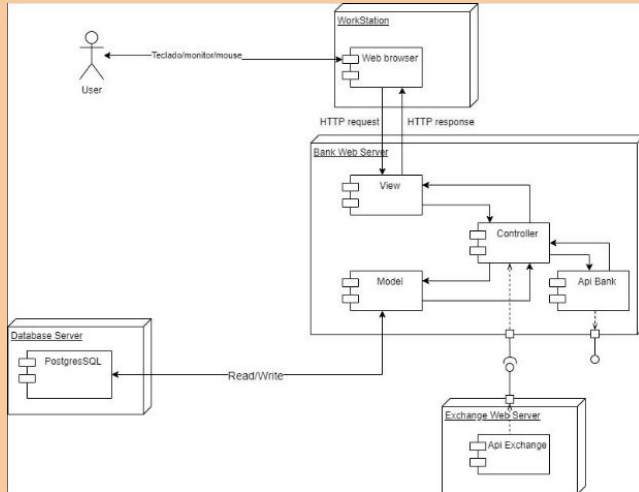 WorkStation
Teclado/monitor/mouse
Web browser
User
HTTP request
HTTP response
Bank Web Server
View
Controller
Model
Api Bank
Database Server
PostgresSQL
Read/Write
Exchange Web Server
Api Exchange